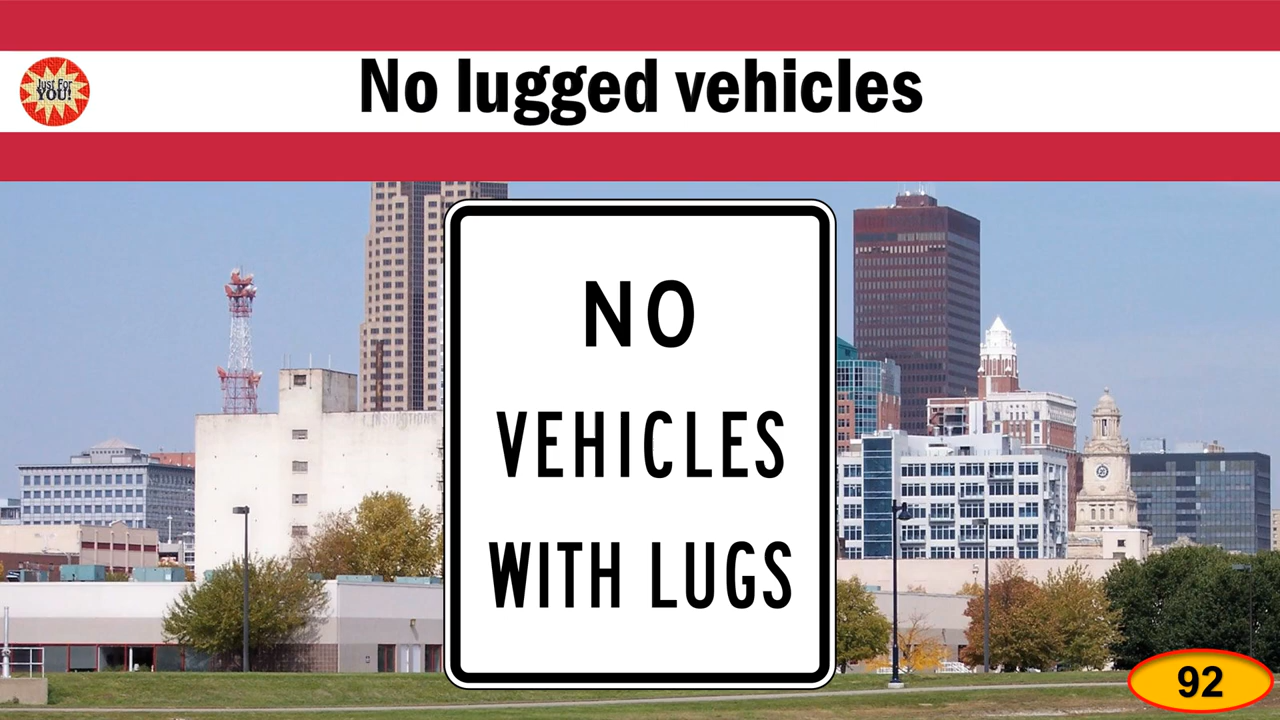 Just For
YOU!
No lugged vehicles
NO
VEHICLES
WITH LUGS
92